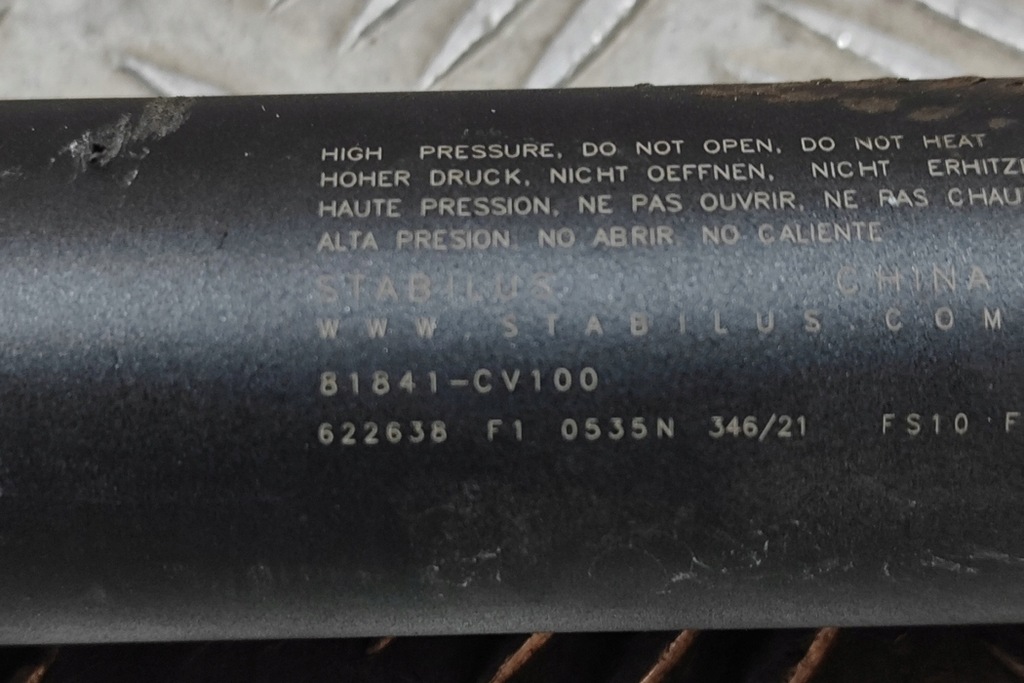 HIGH PRESSURE, DO NOT OPEN, DO NOT HEAT
HOHER DRUCK, NICHT OEFFNEN, NICHT ERHITZE
HAUTE PRESSION, NE PAS OUVRIR, NE PAS CHAU
ALTA PRESION, NO ABRIR, NO CALIENTE
STABILUS CHINA
WWW.STABILUS.COM
81841-CV100
622638 F1 0535N 346/21 FS10 F